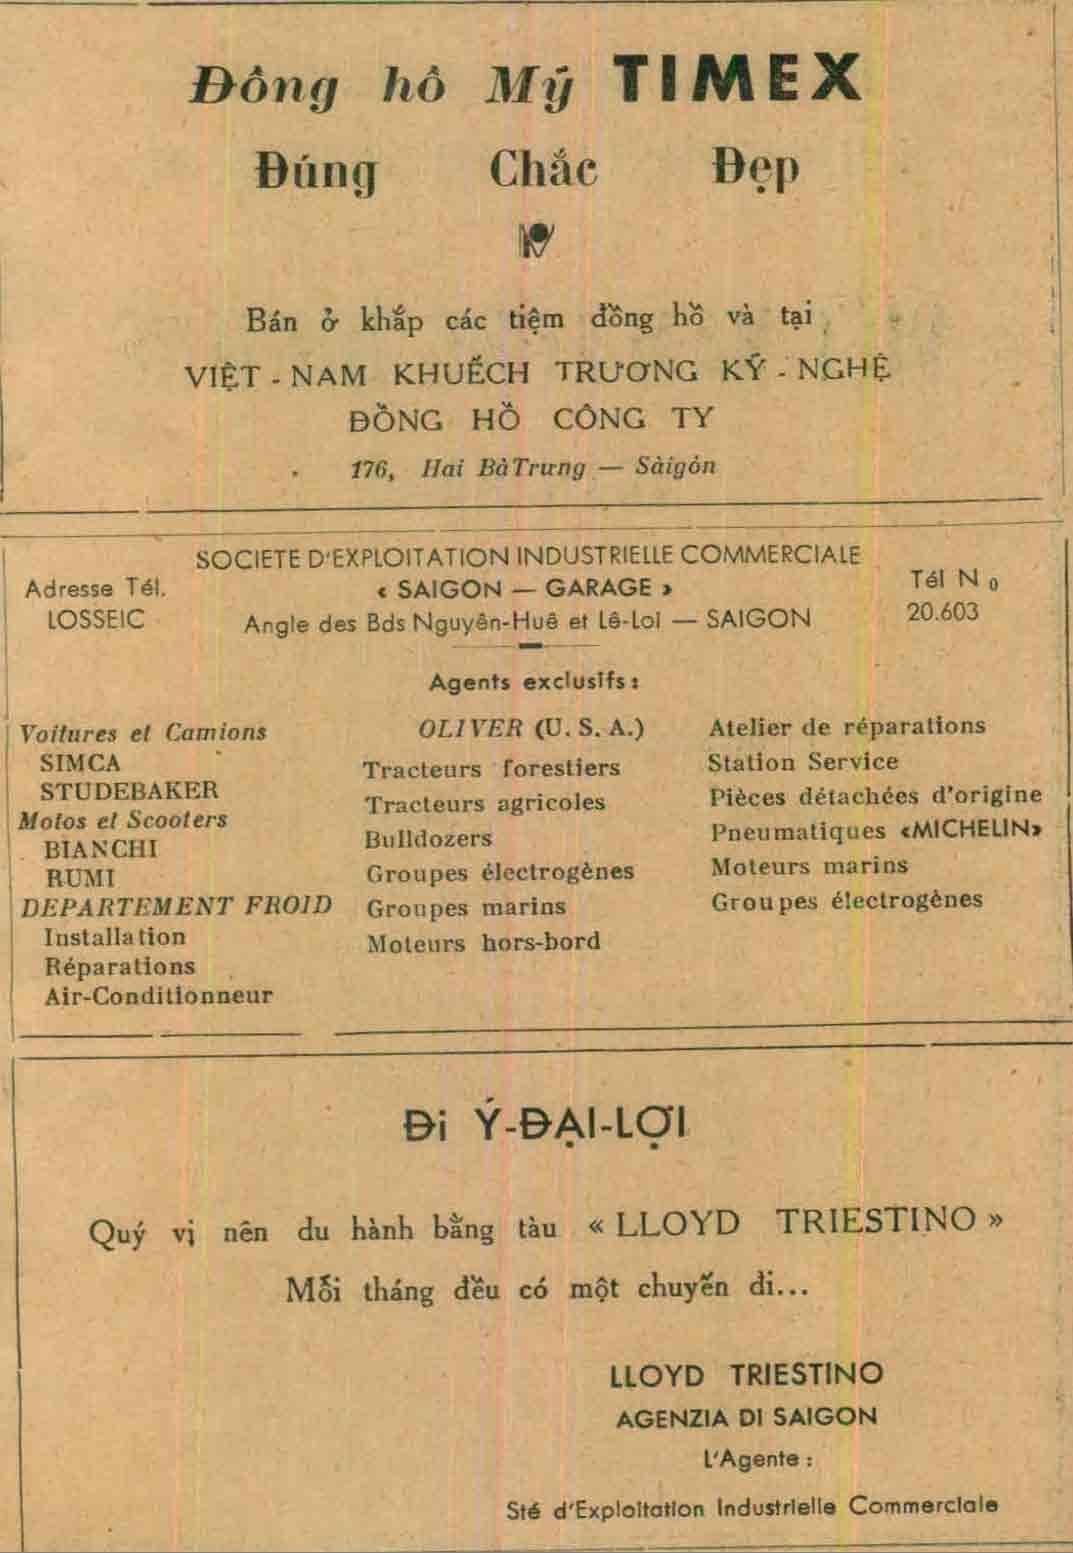 Đông hô Mỹ TIMEX
Đúng Chắc Đẹp
Bán ở khắp các tiệm đồng hồ và tại
VIỆT - NAM KHUẾCH TRƯƠNG KỸ - NGHỆ
ĐỒNG HỒ CÔNG TY
176, Hai Bà Trưng — Sàigòn
SOCIETE D'EXPLOITATION INDUSTRIELLE COMMERCIALE
Adresse Tél. « SAIGON — GARAGE » Tél N o
LOSSEIC Angle des Bds Nguyên-Huê et Lê-Loi — SAIGON 20.603
Agents exclusifs :
Voitures et Camions
SIMCA
STUDEBAKER
Motos et Scooters
BIANCHI
RUMI
DEPARTEMENT FROID
Installation
Réparations
Air-Conditionneur
OLIVER (U. S. A.)
Tracteurs forestiers
Tracteurs agricoles
Bulldozers
Groupes électrogènes
Groupes marins
Moteurs hors-bord
Atelier de réparations
Station Service
Pièces détachées d'origine
Pneumatiques «MICHELIN»
Moteurs marins
Groupes électrogènes
Đi Ý-ĐẠI-LỢI
Quý vị nên du hành bằng tàu « LLOYD TRIESTINO »
Mỗi tháng đều có một chuyến đi...
LLOYD TRIESTINO
AGENZIA DI SAIGON
L'Agente :
Sté d'Exploitation Industrielle Commerciale